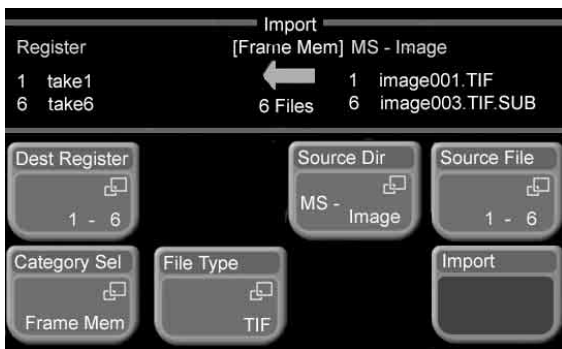 Import
Register [Frame Mem] MS - Image
1 take1 1 image001.TIF
6 take6 6 Files 6 image003.TIF.SUB
Dest Register
1 - 6
Source Dir
MS -
Image
Source File
1 - 6
Category Sel
Frame Mem
File Type
TIF
Import